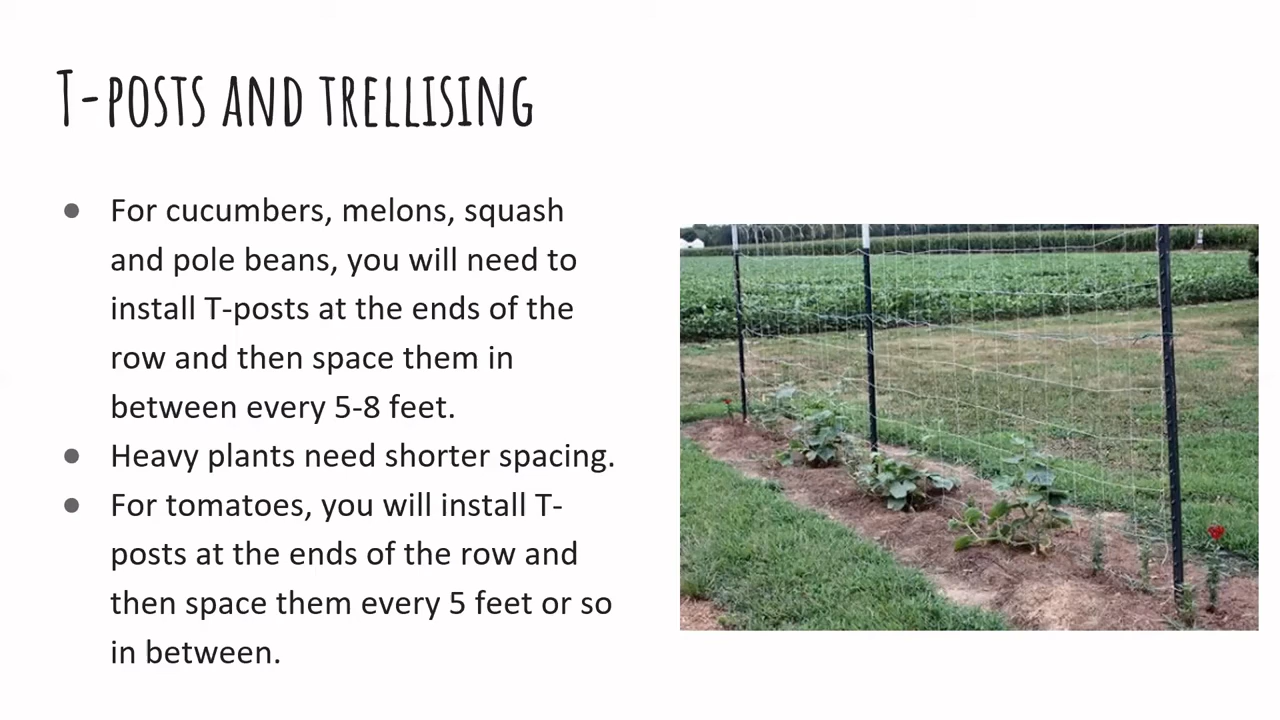 T-POSTS AND TRELLISING
● For cucumbers, melons, squash
and pole beans, you will need to
install T-posts at the ends of the
row and then space them in
between every 5-8 feet.
● Heavy plants need shorter spacing.
● For tomatoes, you will install T-
posts at the ends of the row and
then space them every 5 feet or so
in between.